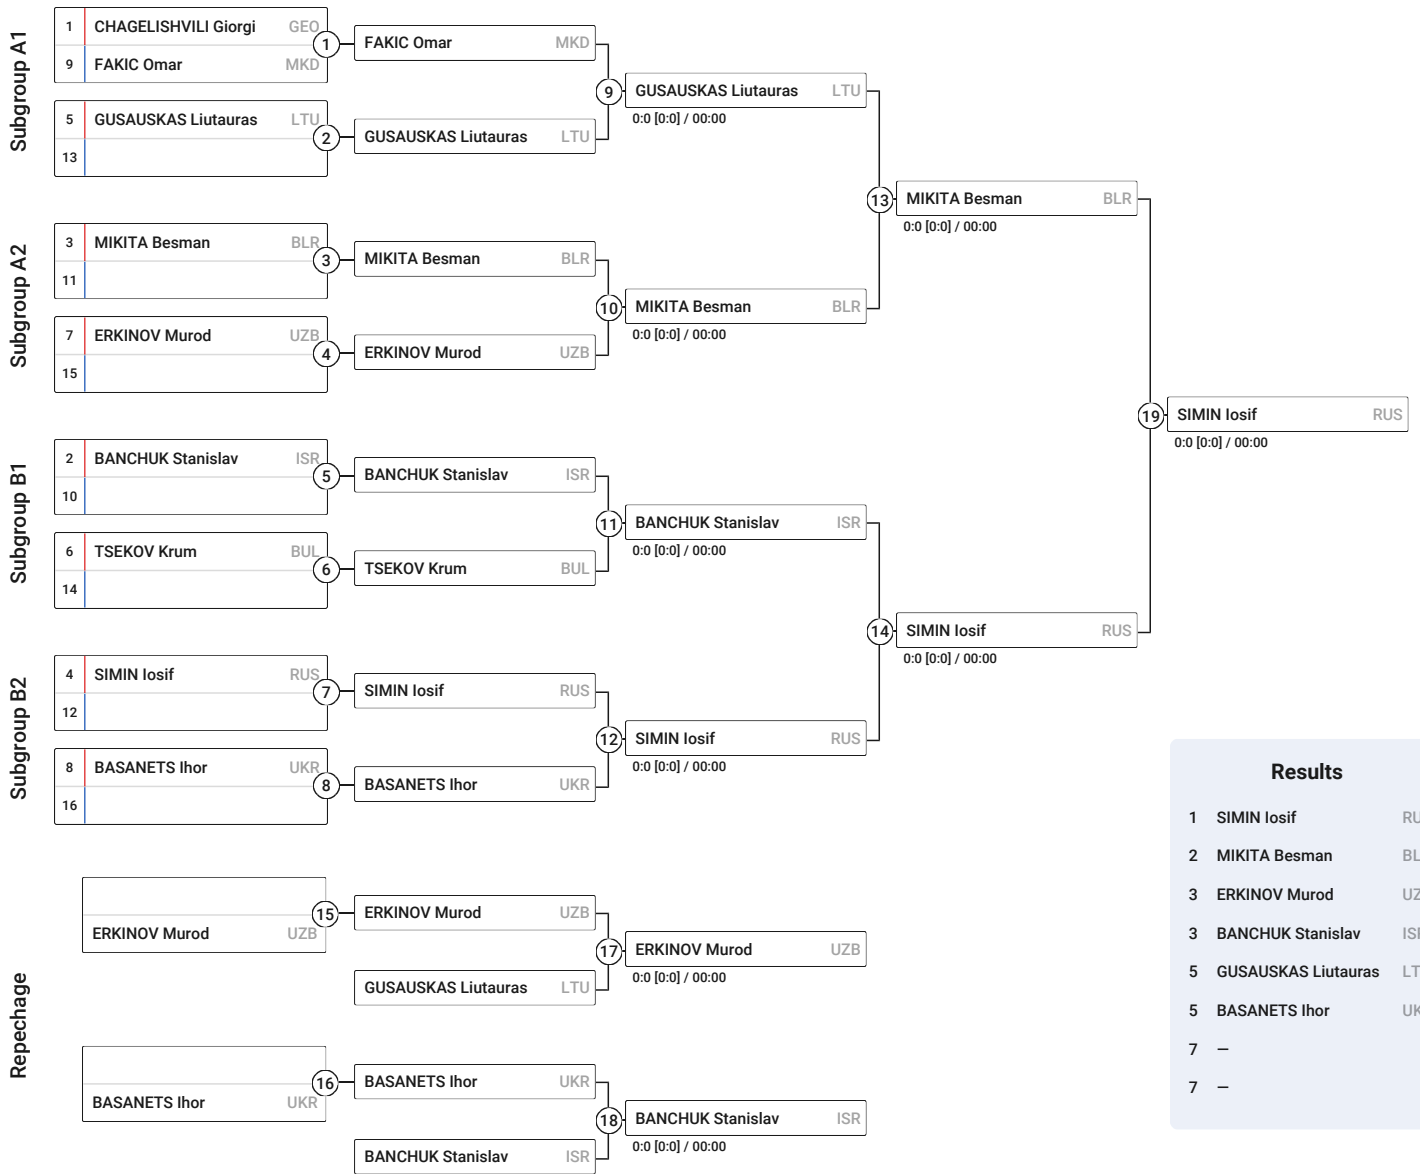 Subgroup A1
1 CHAGELISHVILI Giorgi GEO
9 FAKIC Omar MKD
1
FAKIC Omar MKD
5 GUSAUSKAS Liutauras LTU
13
2
GUSAUSKAS Liutauras LTU
9
GUSAUSKAS Liutauras LTU
0:0 [0:0] / 00:00
Subgroup A2
3 MIKITA Besman BLR
11
3
MIKITA Besman BLR
7 ERKINOV Murod UZB
15
4
ERKINOV Murod UZB
10
MIKITA Besman BLR
0:0 [0:0] / 00:00
13
MIKITA Besman BLR
0:0 [0:0] / 00:00
Subgroup B1
2 BANCHUK Stanislav ISR
10
5
BANCHUK Stanislav ISR
6 TSEKOV Krum BUL
14
6
TSEKOV Krum BUL
11
BANCHUK Stanislav ISR
0:0 [0:0] / 00:00
Subgroup B2
4 SIMIN Iosif RUS
12
7
SIMIN Iosif RUS
8 BASANETS Ihor UKR
16
8
BASANETS Ihor UKR
12
SIMIN Iosif RUS
0:0 [0:0] / 00:00
14
SIMIN Iosif RUS
0:0 [0:0] / 00:00
19
SIMIN Iosif RUS
0:0 [0:0] / 00:00
Repechage
ERKINOV Murod UZB
15
ERKINOV Murod UZB
GUSAUSKAS Liutauras LTU
17
ERKINOV Murod UZB
0:0 [0:0] / 00:00
BASANETS Ihor UKR
16
BASANETS Ihor UKR
BANCHUK Stanislav ISR
18
BANCHUK Stanislav ISR
0:0 [0:0] / 00:00
Results
1 SIMIN Iosif
2 MIKITA Besman
3 ERKINOV Murod
3 BANCHUK Stanislav
5 GUSAUSKAS Liutauras
5 BASANETS Ihor
7 —
7 —